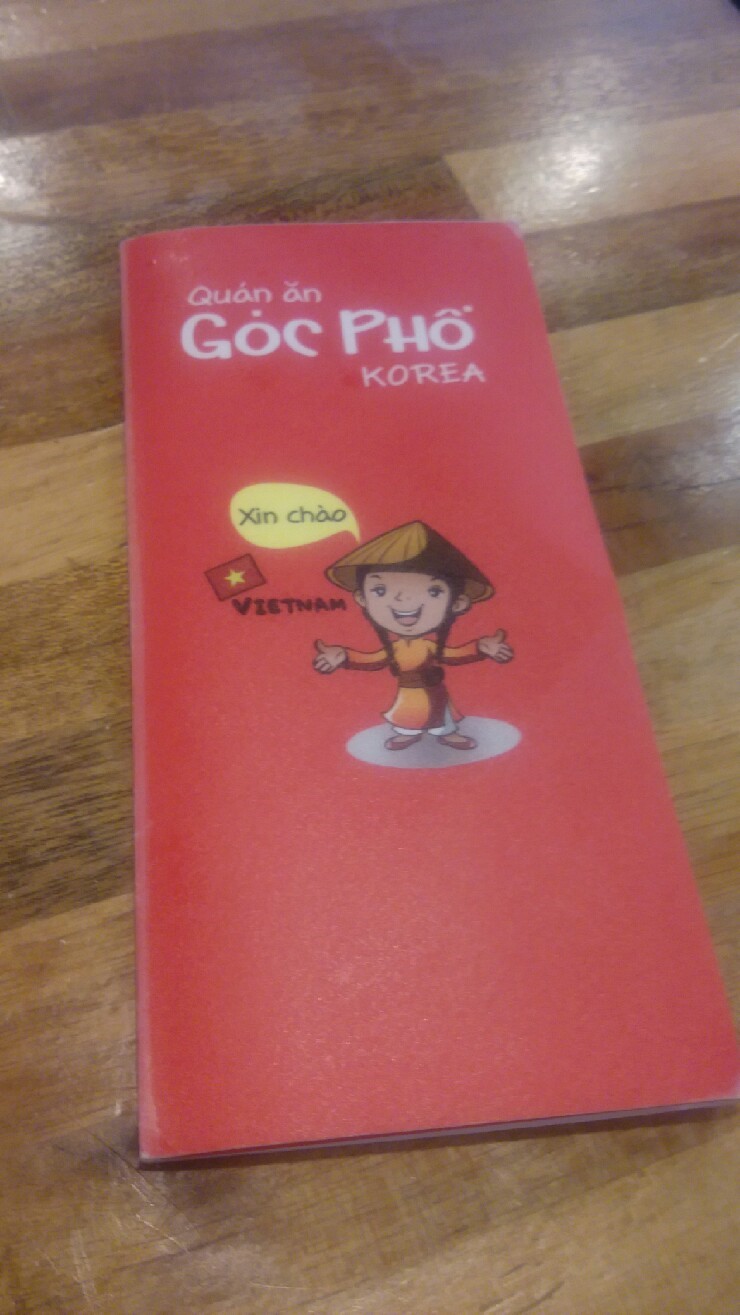 Quán ăn
GÓC PHỐ
KOREA
Xin chào
VIETNAM